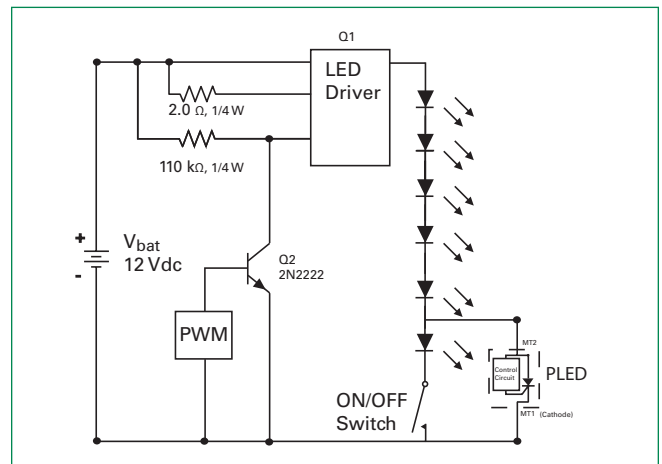 Q1
LED
Driver
2.0 Ω, 1/4 W
110 kΩ, 1/4 W
+
Vbat
12 Vdc
-
Q2
2N2222
PWM
MT2
Control
Circuit
PLED
MT1 (Cathode)
ON/OFF
Switch